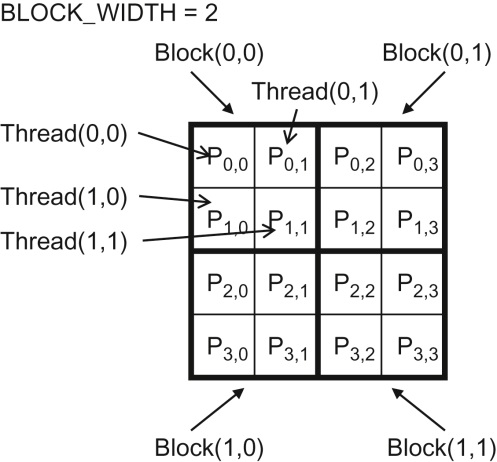 BLOCK_WIDTH = 2
Block(0,0) Block(0,1)
Thread(0,1)
Thread(0,0)
P0,0 P0,1 P0,2 P0,3
Thread(1,0)
P1,0 P1,1 P1,2 P1,3
Thread(1,1)
P2,0 P2,1 P2,2 P2,3
P3,0 P3,1 P3,2 P3,3
Block(1,0) Block(1,1)